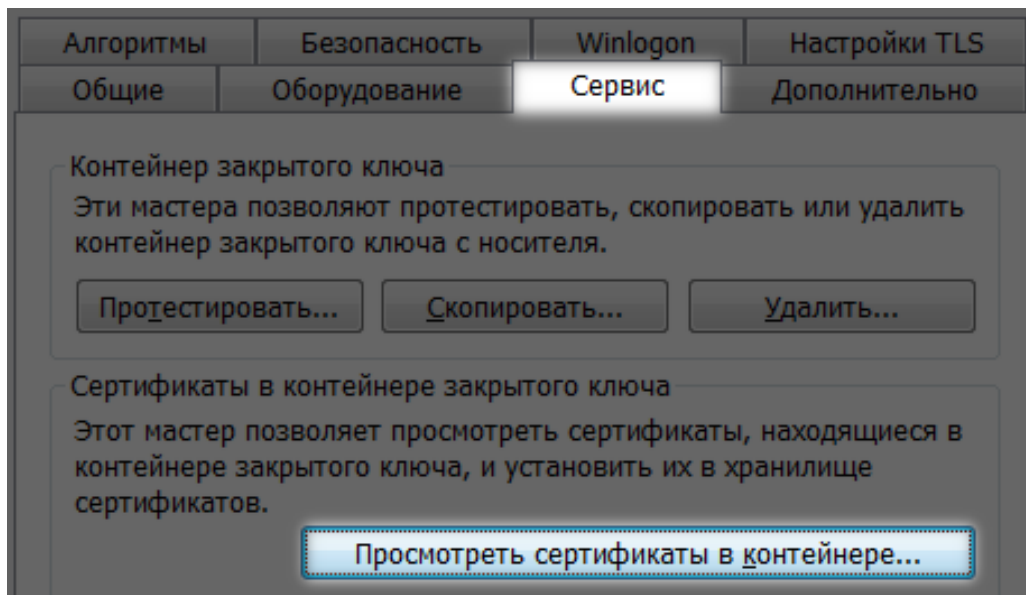 Алгоритмы Безопасность Winlogon Настройки TLS
Общие Оборудование Сервис Дополнительно
Контейнер закрытого ключа
Эти мастера позволяют протестировать, скопировать или удалить
контейнер закрытого ключа с носителя.
Протестировать... Скопировать... Удалить...
Сертификаты в контейнере закрытого ключа
Этот мастер позволяет просмотреть сертификаты, находящиеся в
контейнере закрытого ключа, и установить их в хранилище
сертификатов.
Просмотреть сертификаты в контейнере...